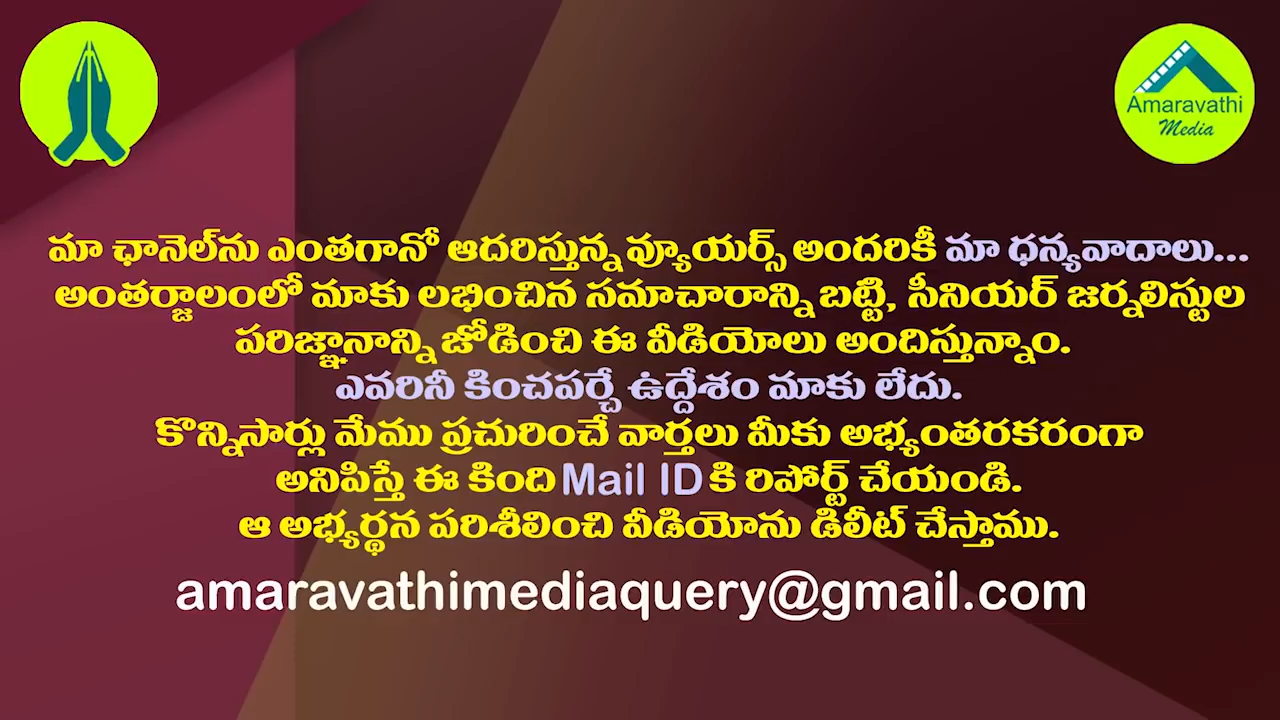 Amaravathi
Media
మా ఛానెల్‌ను ఎంతగానో ఆదరిస్తున్న వ్యూయర్స్ అందరికీ మా ధన్యవాదాలు...
అంతర్జాలంలో మాకు లభించిన సమాచారాన్ని బట్టి, సీనియర్ జర్నలిస్టుల
పరిజ్ఞానాన్ని జోడించి ఈ వీడియోలు అందిస్తున్నాం.
ఎవరినీ కించపర్చే ఉద్దేశం మాకు లేదు.
కొన్నిసార్లు మేము ప్రచురించే వార్తలు మీకు అభ్యంతరకరంగా
అనిపిస్తే ఈ కింది Mail ID కి రిపోర్ట్ చేయండి.
ఆ అభ్యర్థన పరిశీలించి వీడియోను డిలీట్ చేస్తాము.
amaravathimediaquery@gmail.com